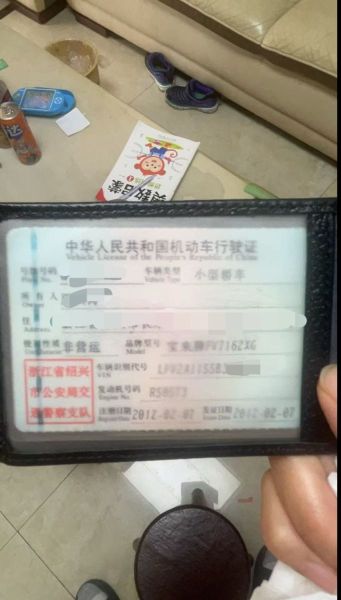 奥数启蒙
中华人民共和国机动车行驶证
Vehicle License of the People's Republic of China
号牌号码 车辆类型 小型轿车
Plate No. Vehicle Type
所有人
Owner
住
Address
使用性质 非营运 品牌型号 宝来牌FV7162XG
Use Character Model
浙江省绍兴
市公安局交
通警察支队
车辆识别代号
VIN
发动机号码
Engine No.
注册日期 2012-02-07 发证日期 2012-02-07
Register Date Issue Date